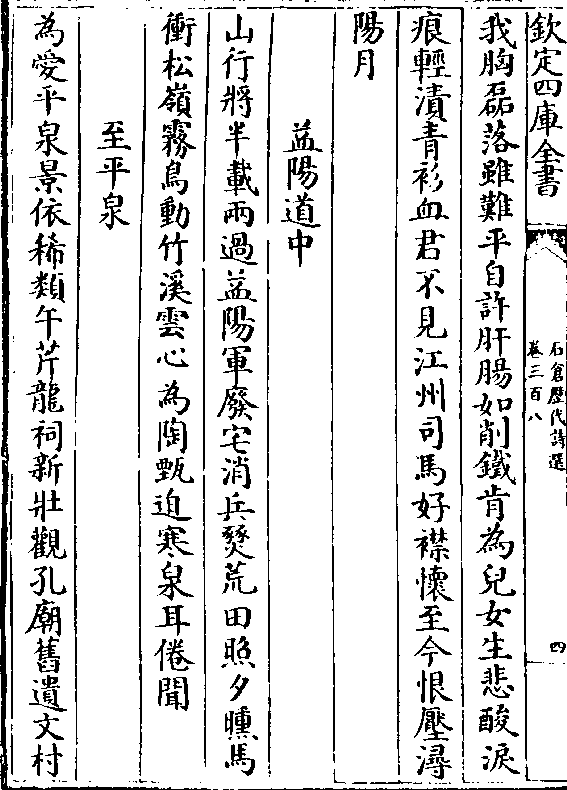 欽定四庫全書
石倉歷代詩選
卷三百八
四
我胸磊落雖難平自許肝腸如削鐵肯為兒女生悲酸淚
痕輕漬青衫血君不見江州司馬好襟懷至今恨壓潯
陽月
益陽道中
山行將半載兩過益陽軍廢宅消兵燹荒田照夕曛馬
衝松嶺霧鳥動竹溪雲心為陶甄迫寒泉耳倦聞
至平泉
為愛平泉景依稀類午芹龍祠新壯觀孔廟舊遺文村